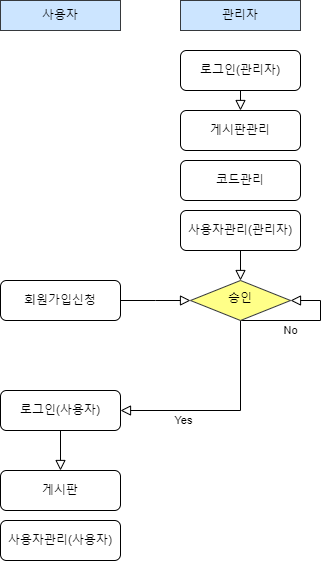 사용자
관리자
로그인(관리자)
게시판관리
코드관리
사용자관리(관리자)
회원가입신청
승인
No
로그인(사용자)
Yes
게시판
사용자관리(사용자)